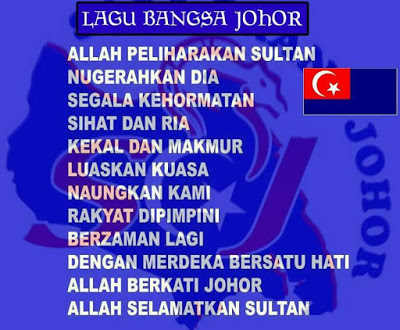 LAGU BANGSA JOHOR
ALLAH PELIHARAKAN SULTAN
NUGERAHKAN DIA
SEGALA KEHORMATAN
SIHAT DAN RIA
KEKAL DAN MAKMUR
LUASKAN KUASA
NAUNGKAN KAMI
RAKYAT DIPIMPINI
BERZAMAN LAGI
DENGAN MERDEKA BERSATU HATI
ALLAH BERKATI JOHOR
ALLAH SELAMATKAN SULTAN
JOHOR